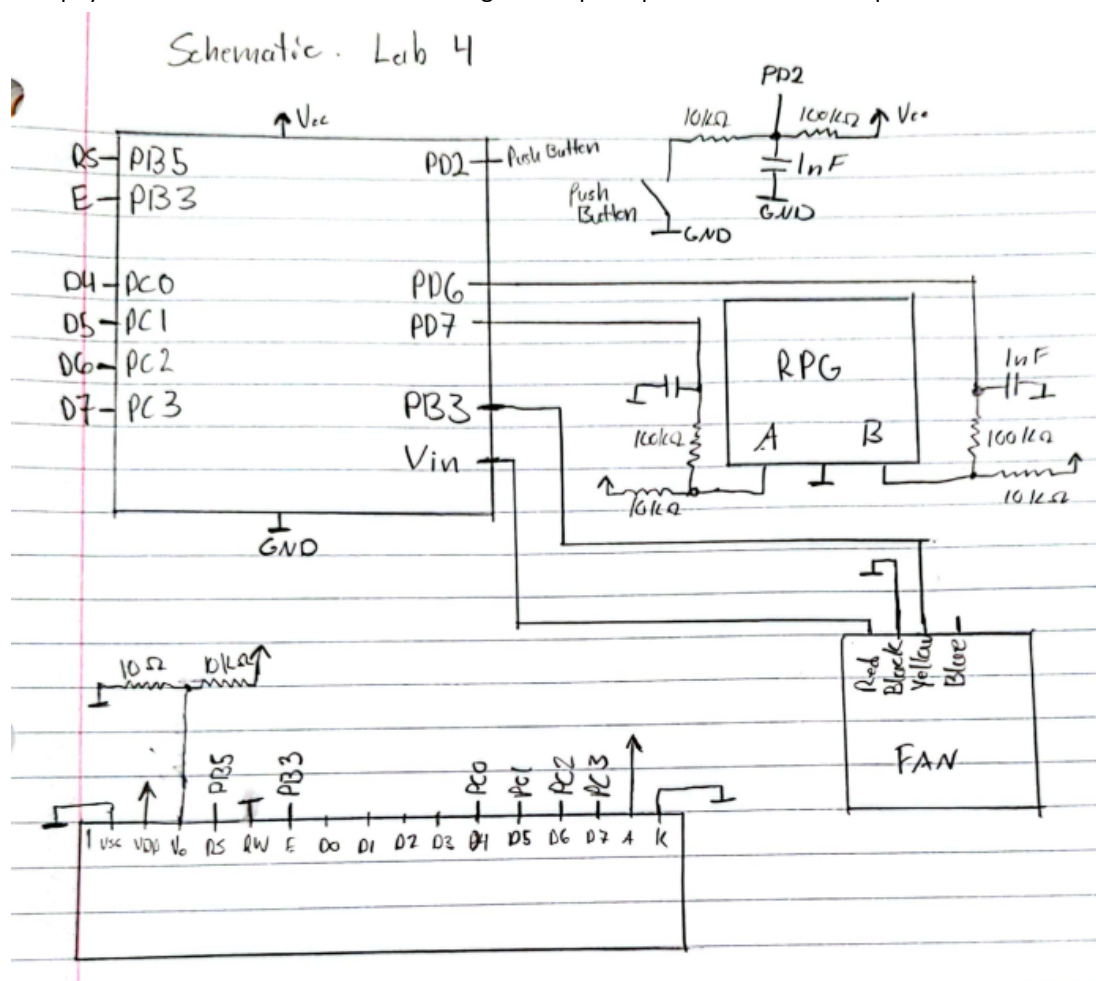 Schematic. Lab 4
Vcc
RS
PB5
E
PB3
D4
PC0
D5
PC1
D6
PC2
D7
PC3
PD2
Push Button
PD6
PD7
PB3
Vin
GND
PD2
10kΩ
100kΩ
Vcc
1nF
GND
Push
Button
GND
RPG
A
B
100kΩ
10kΩ
1nF
100kΩ
10kΩ
Red
Black
Yellow
Blue
FAN
10Ω
10kΩ
PB5
PB3
PC0
PC1
PC2
PC3
1 VSC VDD Vo RS RW E D0 D1 D2 D3 D4 D5 D6 D7 A K